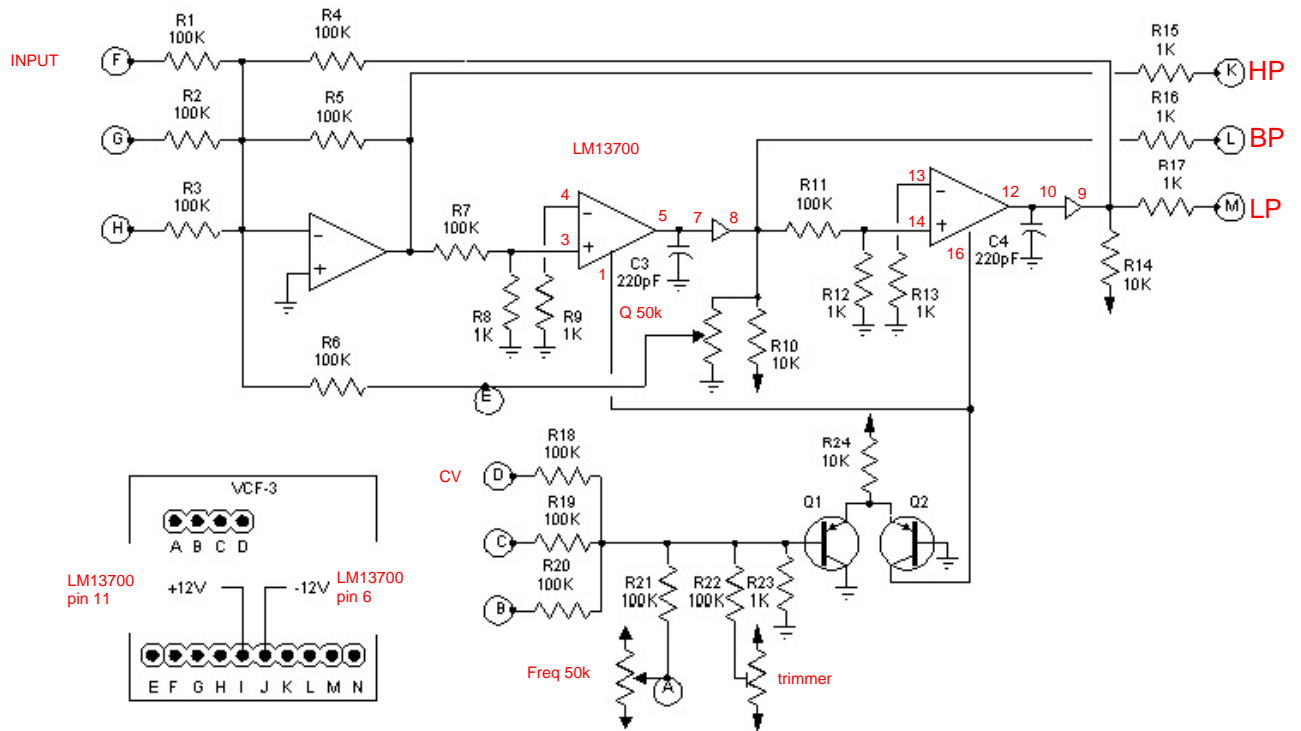 R1
100K
R4
100K
R15
1K
INPUT
F
K
HP
R2
100K
R5
100K
R16
1K
G
LM13700
L
BP
R3
100K
R7
100K
R11
100K
R17
1K
H
4
3
5
7
8
1
13
14
12
10
9
16
M
LP
−
+
−
+
−
+
C3
220pF
C4
220pF
R8
1K
R9
1K
Q 50k
R10
10K
R12
1K
R13
1K
R14
10K
R6
100K
E
R18
100K
R24
10K
CV
D
R19
100K
Q1
Q2
C
R20
100K
B
R21
100K
R22
100K
R23
1K
Freq 50k
A
trimmer
VCF-3
A B C D
LM13700
pin 11
+12V
-12V
LM13700
pin 6
E F G H I J K L M N